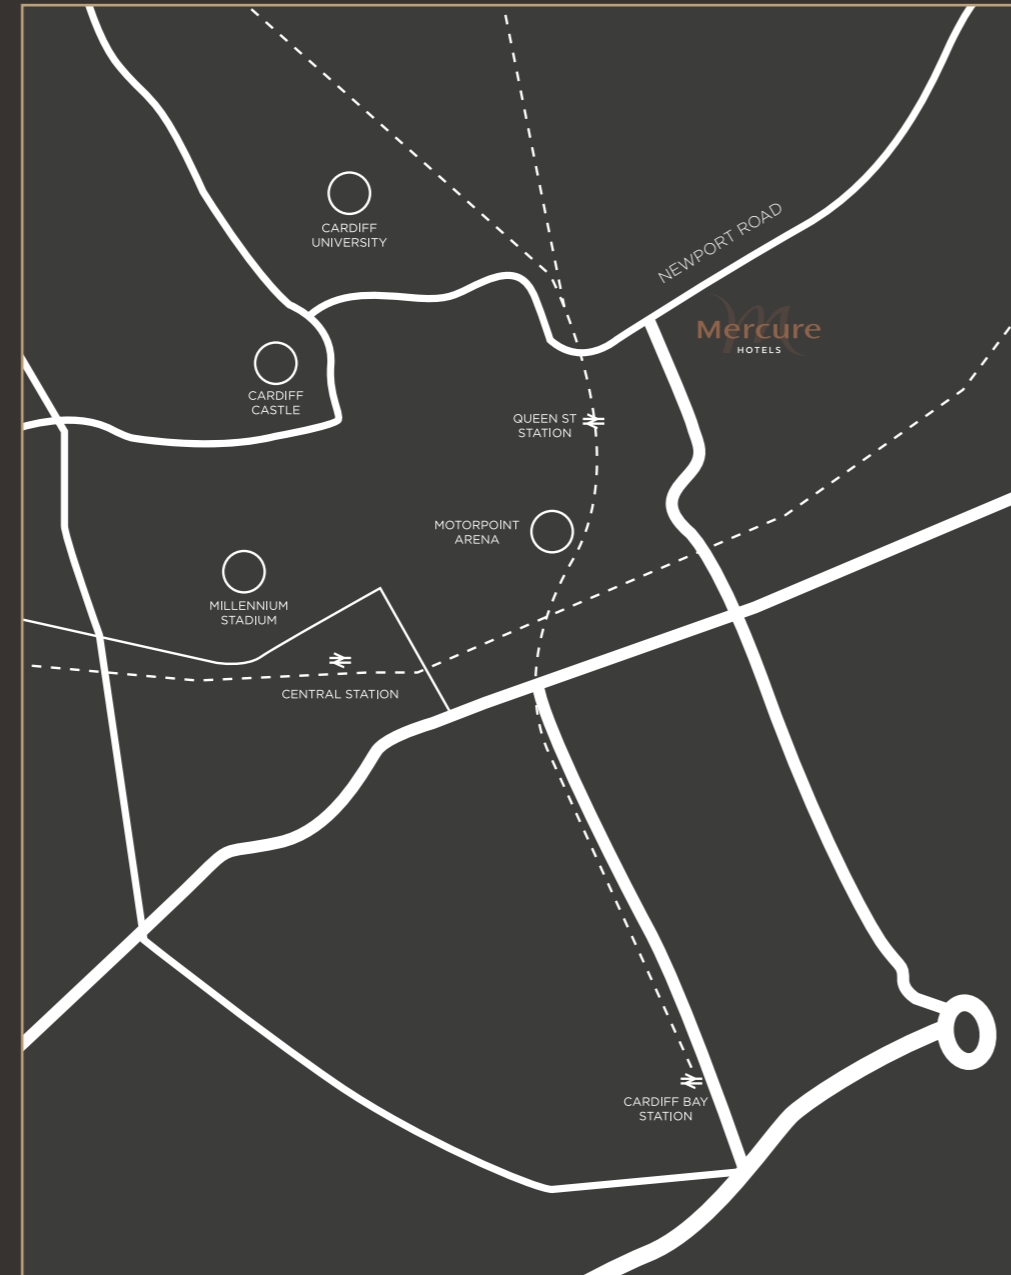 CARDIFF
UNIVERSITY
NEWPORT ROAD
Mercure
HOTELS
CARDIFF
CASTLE
QUEEN ST
STATION
MOTORPOINT
ARENA
MILLENNIUM
STADIUM
CENTRAL STATION
CARDIFF BAY
STATION